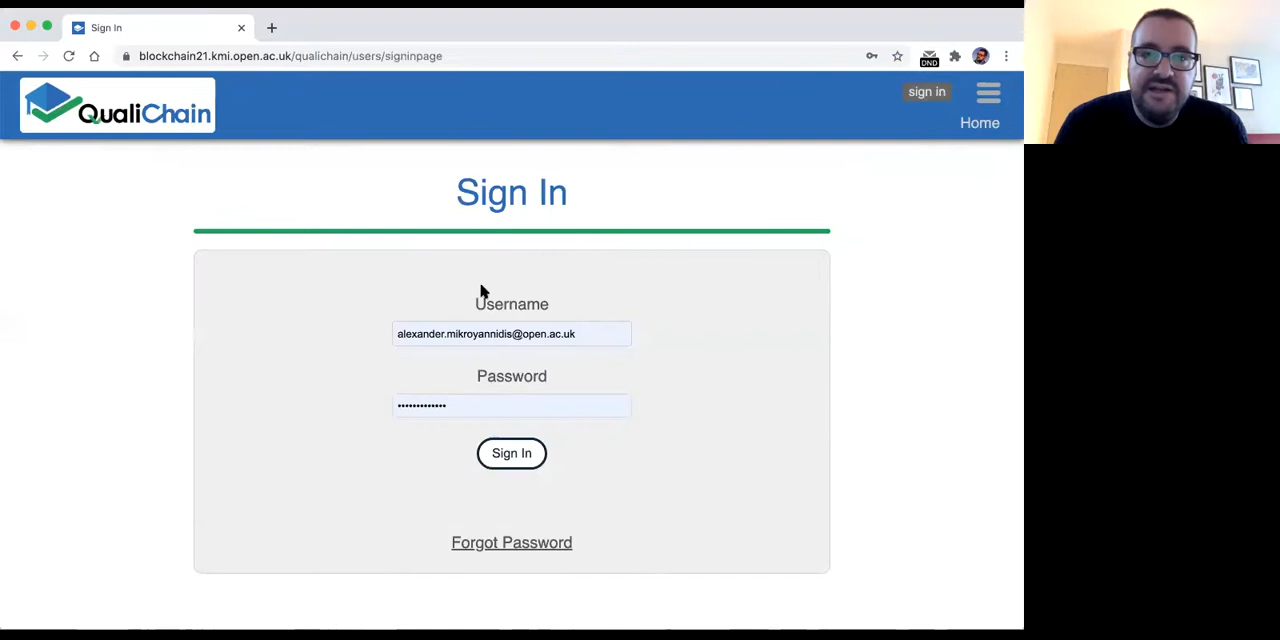 Sign In
blockchain21.kmi.open.ac.uk/qualichain/users/signinpage
DND
QualiChain
sign in
Home
Sign In
Username
alexander.mikroyannidis@open.ac.uk
Password
•••••••••••••
Sign In
Forgot Password